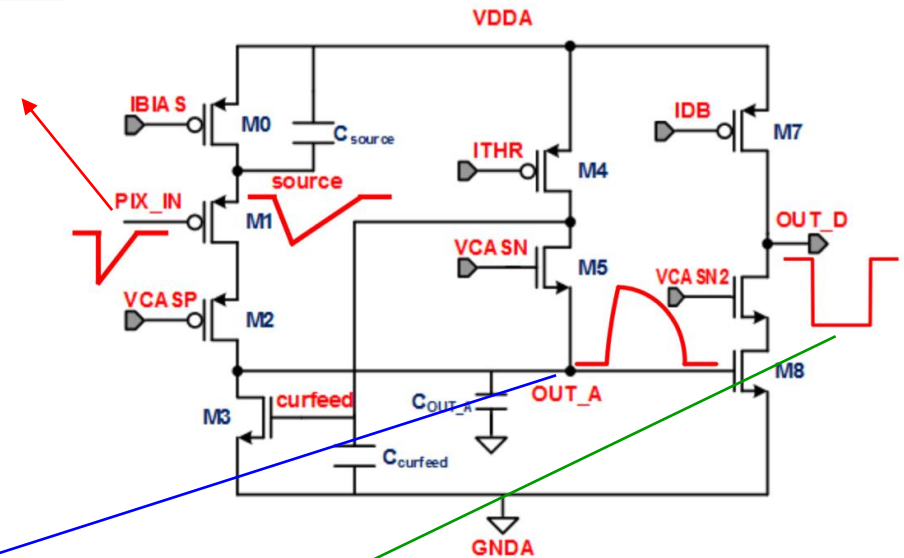 VDDA
IBIAS
M0
Csource
IDB
M7
ITHR
M4
source
PIX_IN
M1
OUT_D
VCASN
M5
VCASN2
VCASP
M2
M3
curfeed
COUT_A
OUT_A
M8
Ccurfeed
GNDA